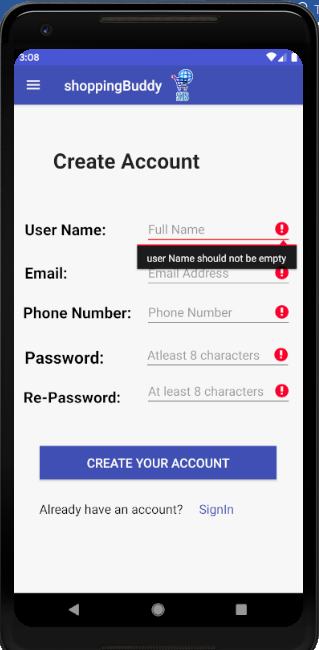 3:08
shoppingBuddy
Create Account
User Name: Full Name
user Name should not be empty
Email: Email Address
Phone Number: Phone Number
Password: Atleast 8 characters
Re-Password: At least 8 characters
CREATE YOUR ACCOUNT
Already have an account? SignIn